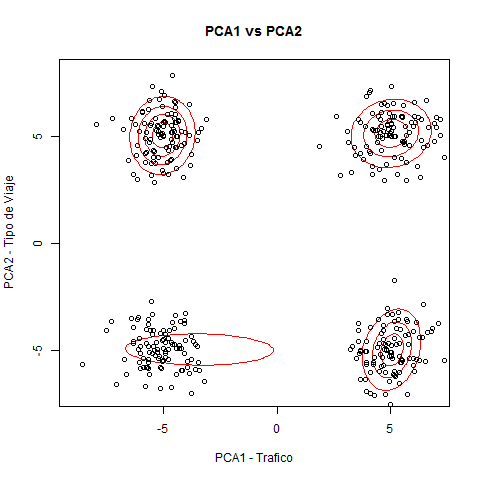 PCA1 vs PCA2
5
0
-5
PCA2 - Tipo de Viaje
-5 0 5
PCA1 - Trafico